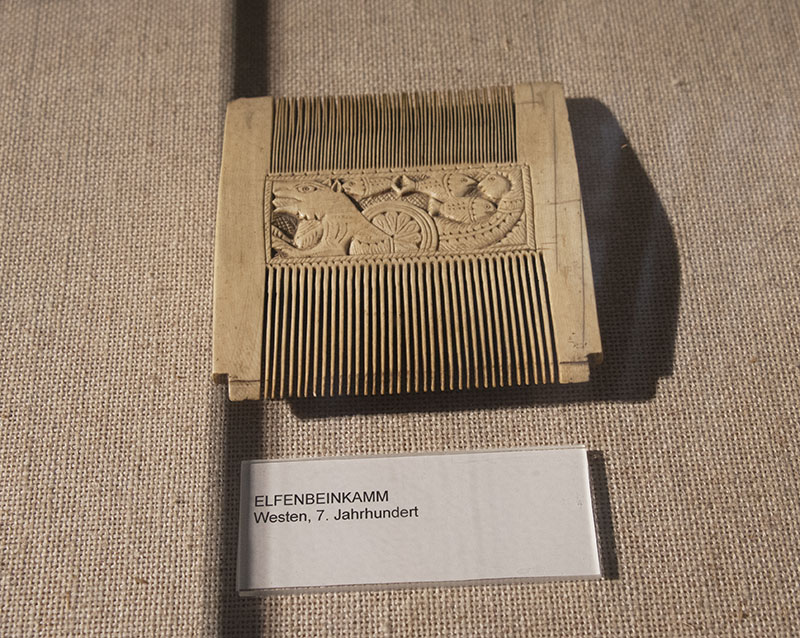 ELFENBEINKAMM
Westen, 7. Jahrhundert